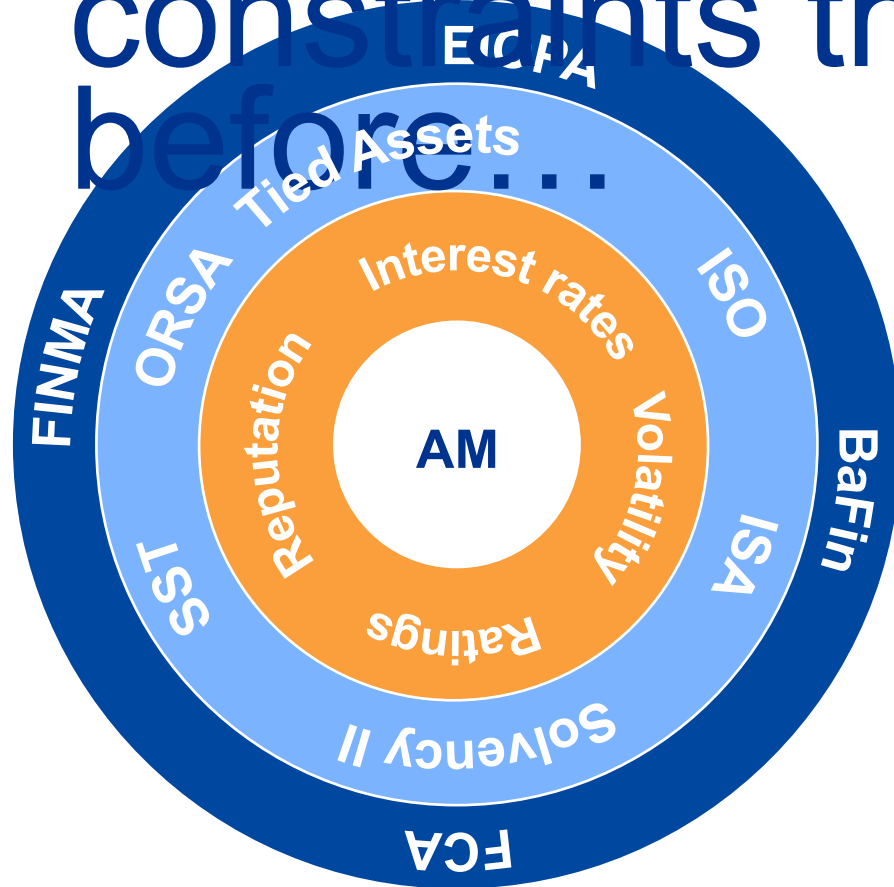 constraints th
before…
EIOPA
Tied Assets
ISO
ORSA
Interest rates
FINMA
Reputation
AM
Volatility
BaFin
ISA
SST
Ratings
Solvency II
FCA